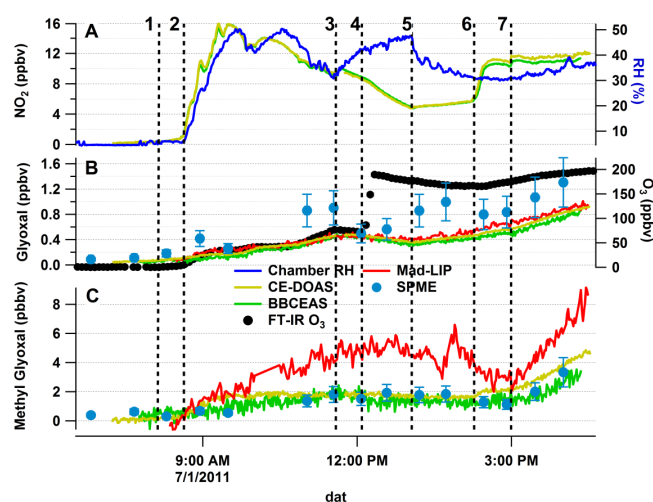 1 2 3 4 5 6 7
A
16
12
8
4
0
NO2 (ppbv)
50
40
30
20
10
RH (%)
B
1.6
1.2
0.8
0.4
0.0
Glyoxal (ppbv)
200
150
100
50
0
O3 (ppbv)
Chamber RH
CE-DOAS
BBCEAS
FT-IR O3
Mad-LIP
SPME
C
8
6
4
2
0
Methyl Glyoxal (pbbv)
9:00 AM 12:00 PM 3:00 PM
7/1/2011
dat